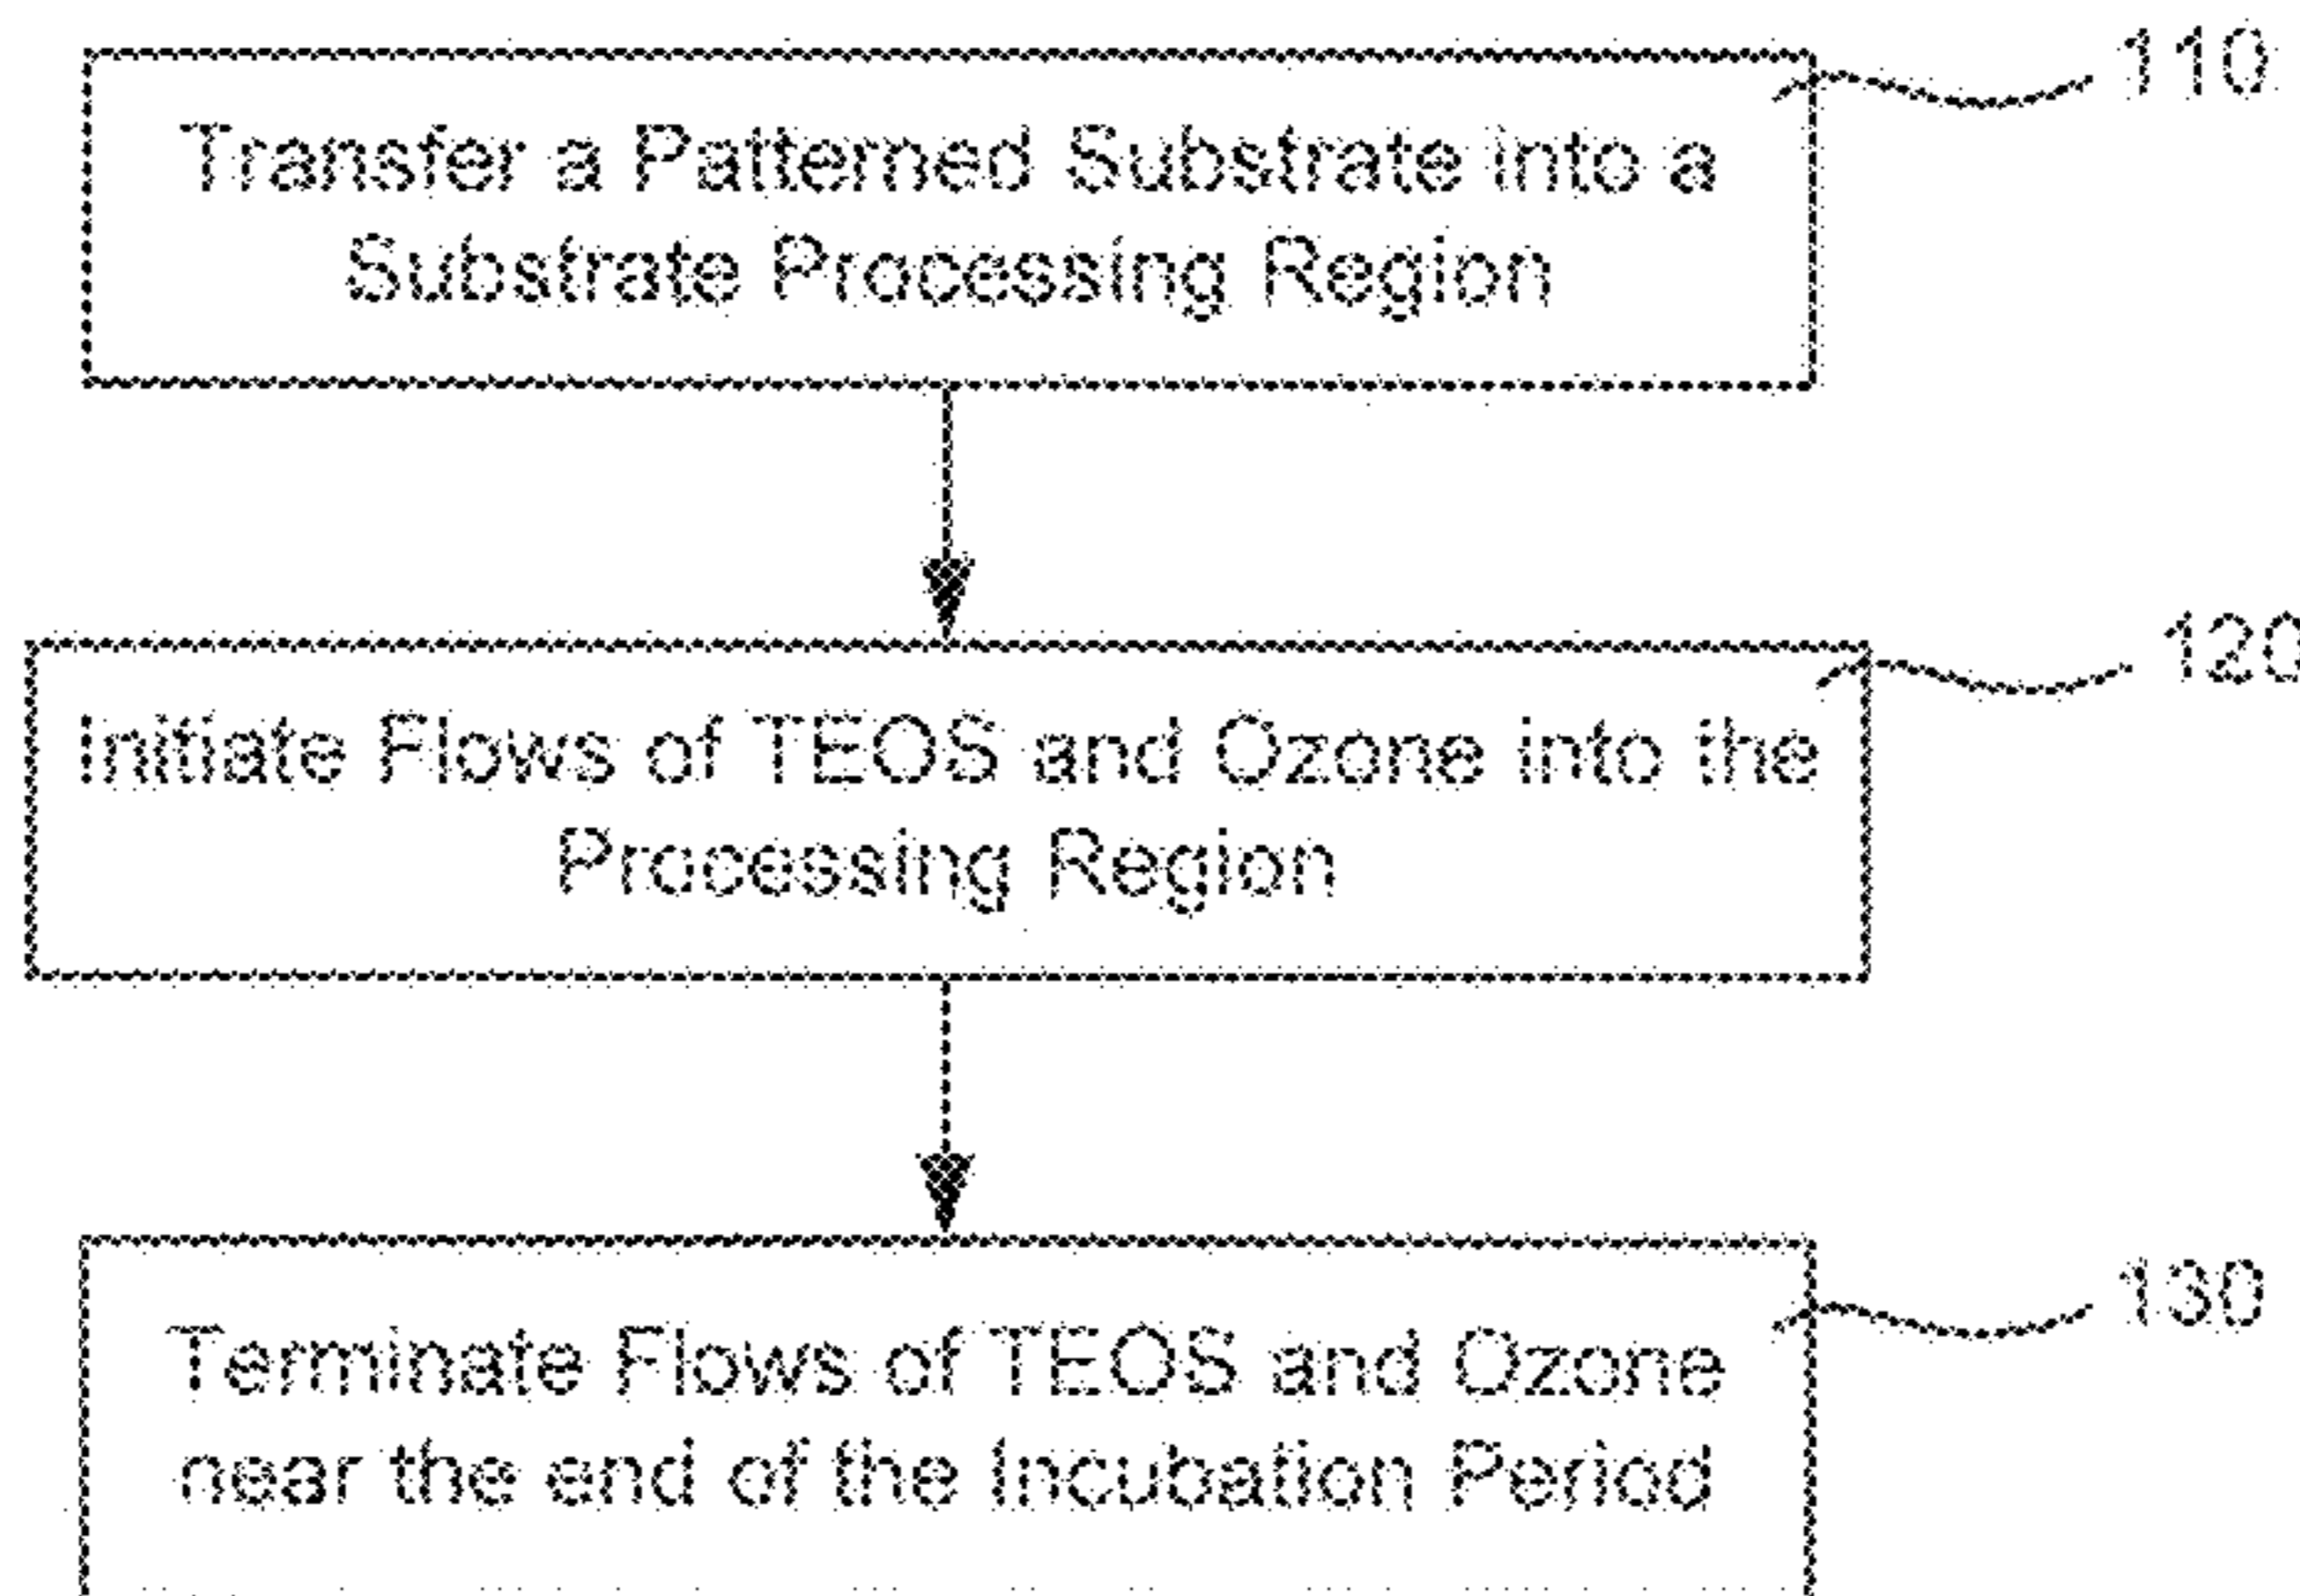 110
Transfer a Patterned Substrate into a
Substrate Processing Region
120
Initiate Flows of TEOS and Ozone into the
Processing Region
130
Terminate Flows of TEOS and Ozone
near the end of the Incubation Period